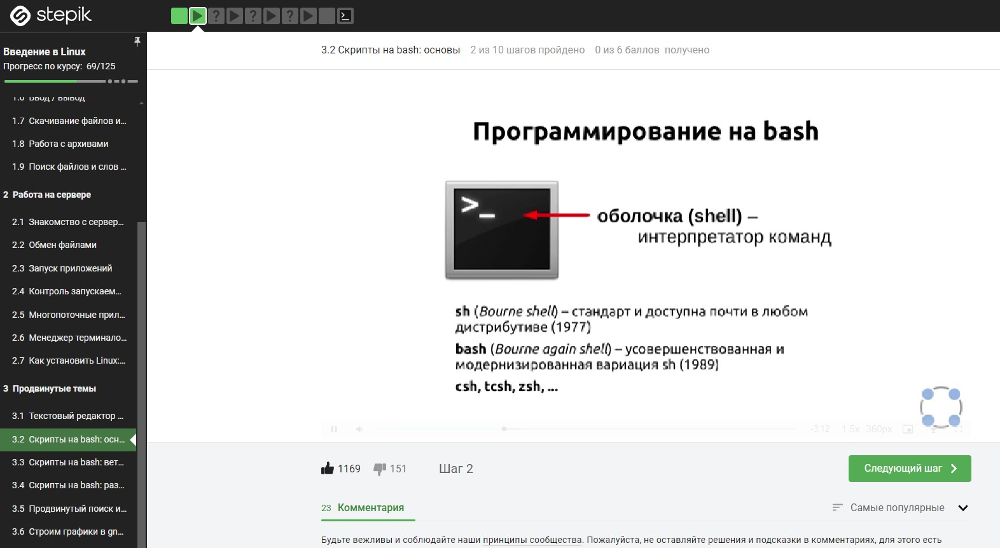 stepik
Введение в Linux
Прогресс по курсу: 69/125
1.6 Ввод / вывод
1.7 Скачивание файлов и...
1.8 Работа с архивами
1.9 Поиск файлов и слов ...
2 Работа на сервере
2.1 Знакомство с сервер...
2.2 Обмен файлами
2.3 Запуск приложений
2.4 Контроль запускаем...
2.5 Многопоточные прил...
2.6 Менеджер терминало...
2.7 Как установить Linux:...
3 Продвинутые темы
3.1 Текстовый редактор ...
3.2 Скрипты на bash: осн...
3.3 Скрипты на bash: вет...
3.4 Скрипты на bash: раз...
3.5 Продвинутый поиск и...
3.6 Строим графики в gn...
3.2 Скрипты на bash: основы 2 из 10 шагов пройдено 0 из 6 баллов получено
Программирование на bash
>_
оболочка (shell) –
интерпретатор команд
sh (Bourne shell) – стандарт и доступна почти в любом
дистрибутиве (1977)
bash (Bourne again shell) – усовершенствованная и
модернизированная вариация sh (1989)
csh, tcsh, zsh, ...
-3:12 1.5x 360px
1169 151 Шаг 2
Следующий шаг
23 Комментария
Самые популярные
Будьте вежливы и соблюдайте наши принципы сообщества. Пожалуйста, не оставляйте решения и подсказки в комментариях, для этого есть